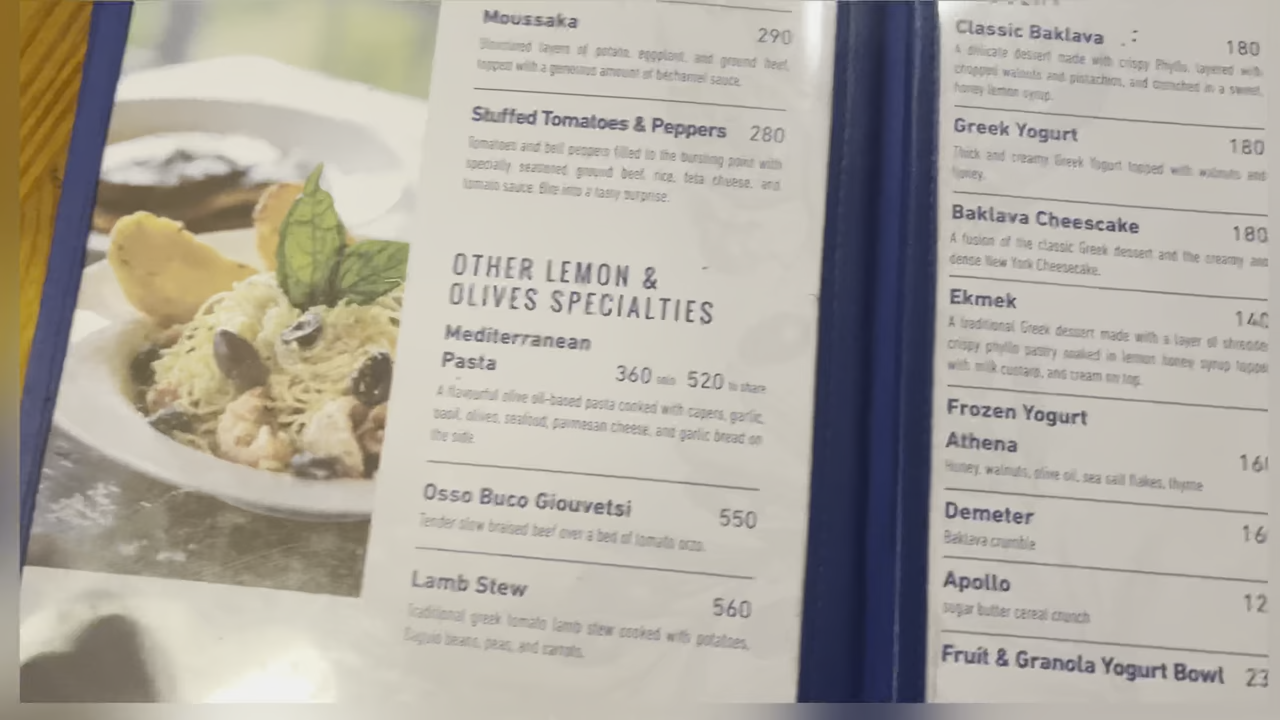 Moussaka 290
layers of potato, eggplant, and ground beef,
topped with a generous amount of béchamel sauce.
Stuffed Tomatoes & Peppers 280
Tomatoes and bell peppers filled to the bursting point with
specially seasoned ground beef, rice, feta cheese, and
tomato sauce. Bite into a tasty surprise.
OTHER LEMON &
OLIVES SPECIALTIES
Mediterranean
Pasta 360 solo 520 to share
A flavourful olive oil-based pasta cooked with capers, garlic,
basil, olives, seafood, parmesan cheese, and garlic bread on
the side.
Osso Buco Giouvetsi 550
Tender slow braised beef over a bed of tomato orzo.
Lamb Stew 560
Traditional greek tomato lamb stew cooked with potatoes,
Baguio beans, peas, and carrots.
Classic Baklava 180
A delicate dessert made with crispy Phyllo, layered with
chopped walnuts and pistachios, and drenched in a sweet,
honey lemon syrup.
Greek Yogurt 180
Thick and creamy Greek Yogurt topped with walnuts and
honey.
Baklava Cheescake 180
A fusion of the classic Greek dessert and the creamy and
dense New York Cheesecake.
Ekmek 140
A traditional Greek dessert made with a layer of
crispy phyllo pastry soaked in lemon honey syrup
with milk custard, and cream on top.
Frozen Yogurt
Athena
Honey, walnuts, olive oil, sea salt flakes, thyme
Demeter
Baklava crumble
Apollo
sugar butter cereal crunch
Fruit & Granola Yogurt Bowl